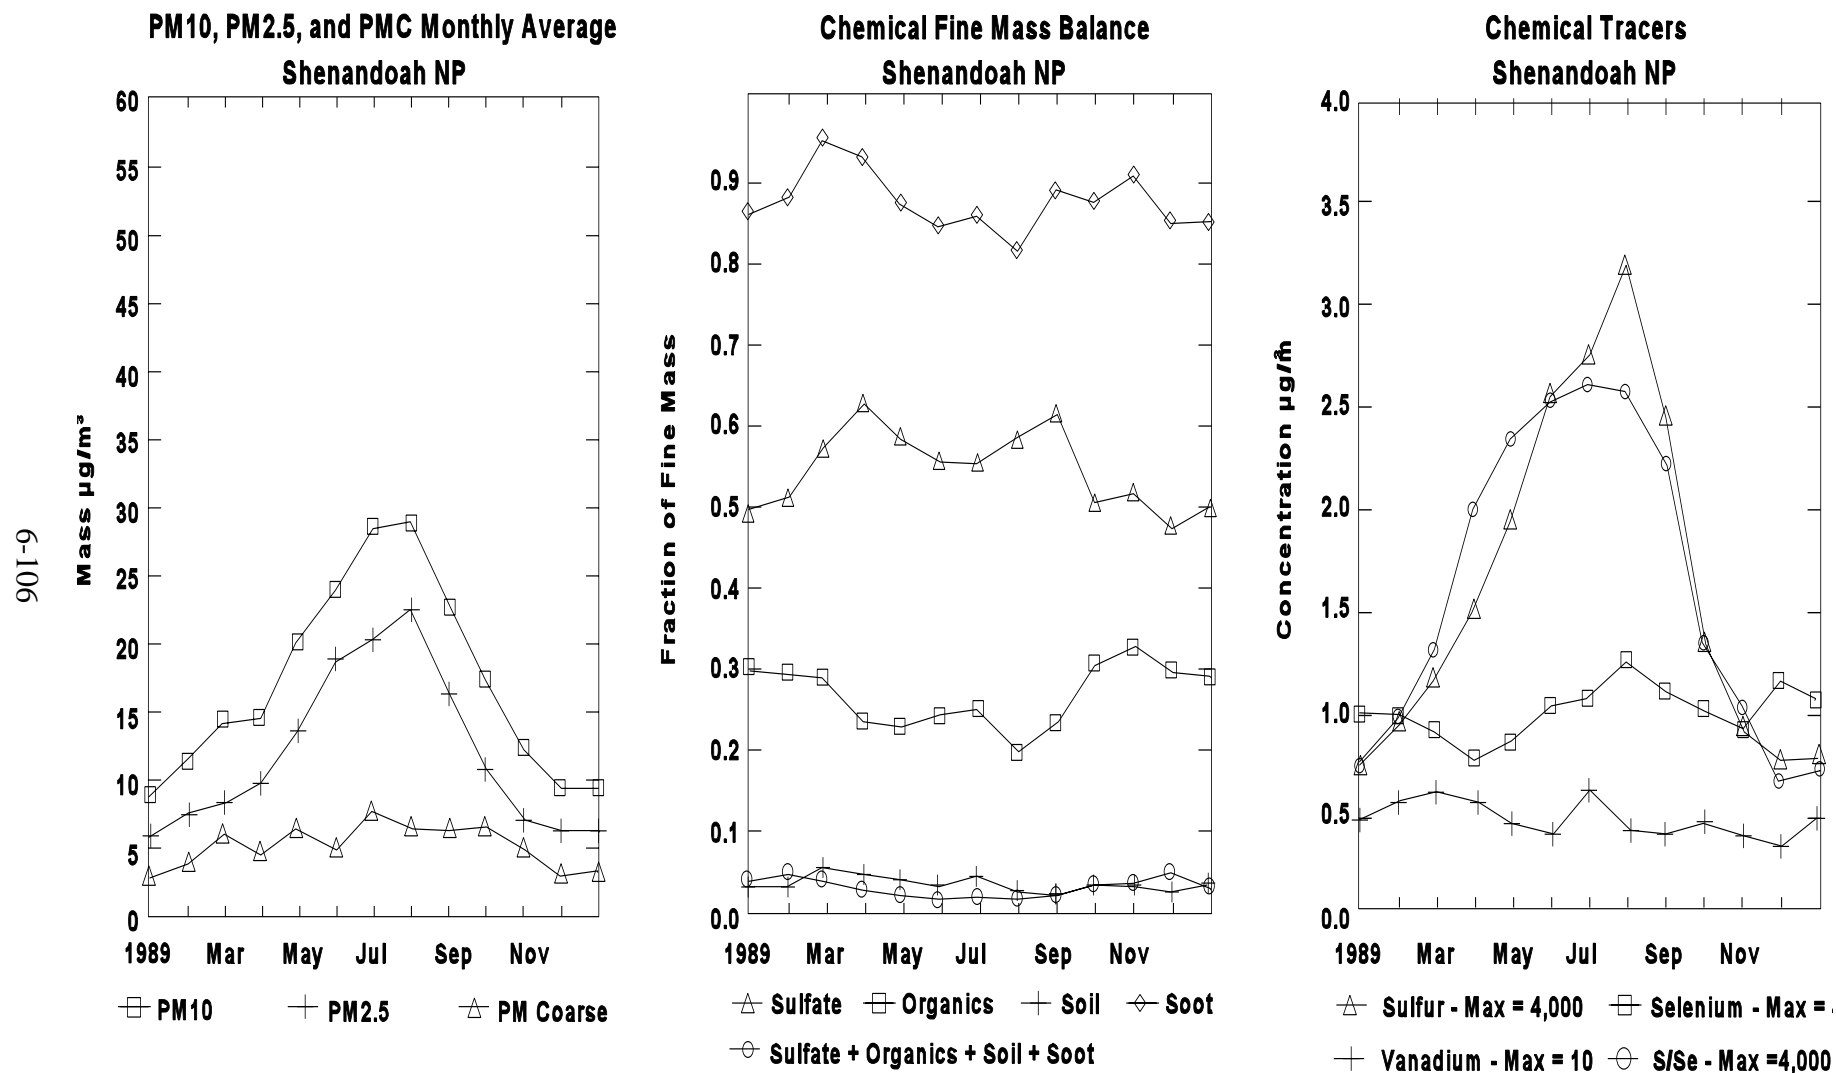 PM10, PM2.5, and PMC Monthly Average
Shenandoah NP
60
55
50
45
40
35
30
25
20
15
10
5
0
Mass µg/m³
1989 Mar May Jul Sep Nov
PM10 PM2.5 PM Coarse
Chemical Fine Mass Balance
Shenandoah NP
0.9
0.8
0.7
0.6
0.5
0.4
0.3
0.2
0.1
0.0
Fraction of Fine Mass
1989 Mar May Jul Sep Nov
Sulfate Organics Soil Soot
Sulfate + Organics + Soil + Soot
Chemical Tracers
Shenandoah NP
4.0
3.5
3.0
2.5
2.0
1.5
1.0
0.5
0.0
Concentration µg/m³
1989 Mar May Jul Sep Nov
Sulfur - Max = 4,000 Selenium - Max =
Vanadium - Max = 10 S/Se - Max =4,000
6-106